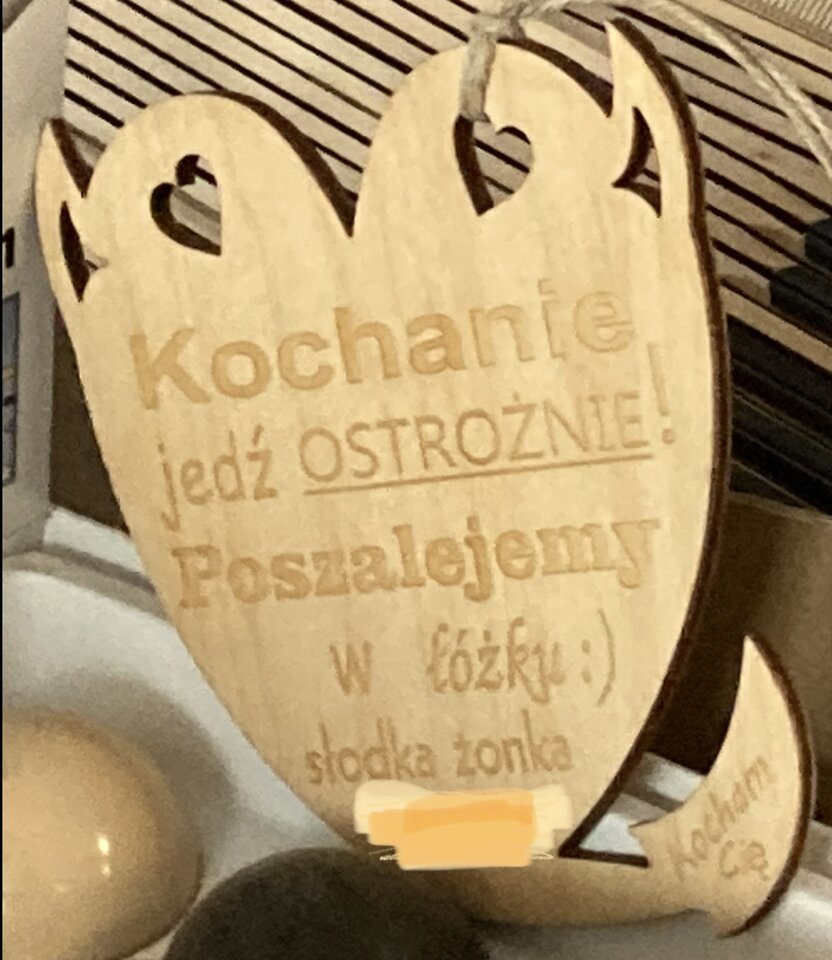 Kochanie
jedź OSTROŻNIE!
Poszalejemy
w łóżku :)
słodka żonka
Kocham
Cię